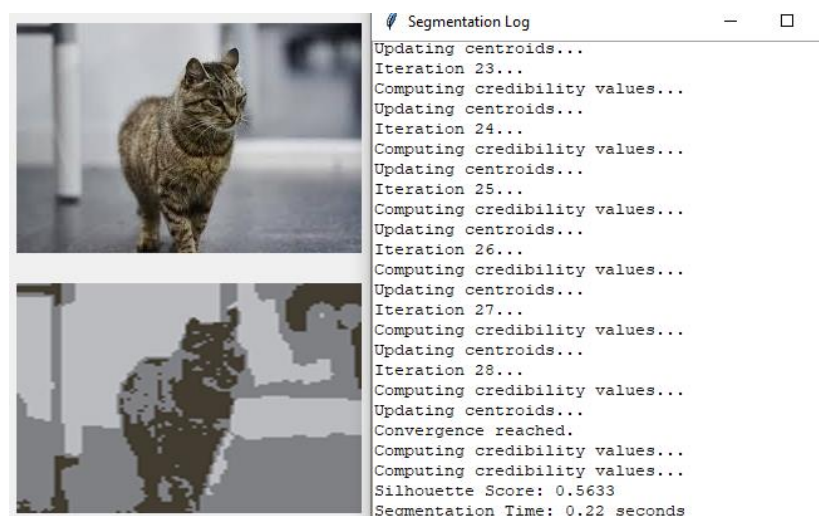 Segmentation Log
Updating centroids...
Iteration 23...
Computing credibility values...
Updating centroids...
Iteration 24...
Computing credibility values...
Updating centroids...
Iteration 25...
Computing credibility values...
Updating centroids...
Iteration 26...
Computing credibility values...
Updating centroids...
Iteration 27...
Computing credibility values...
Updating centroids...
Iteration 28...
Computing credibility values...
Updating centroids...
Convergence reached.
Computing credibility values...
Computing credibility values...
Silhouette Score: 0.5633
Segmentation Time: 0.22 seconds